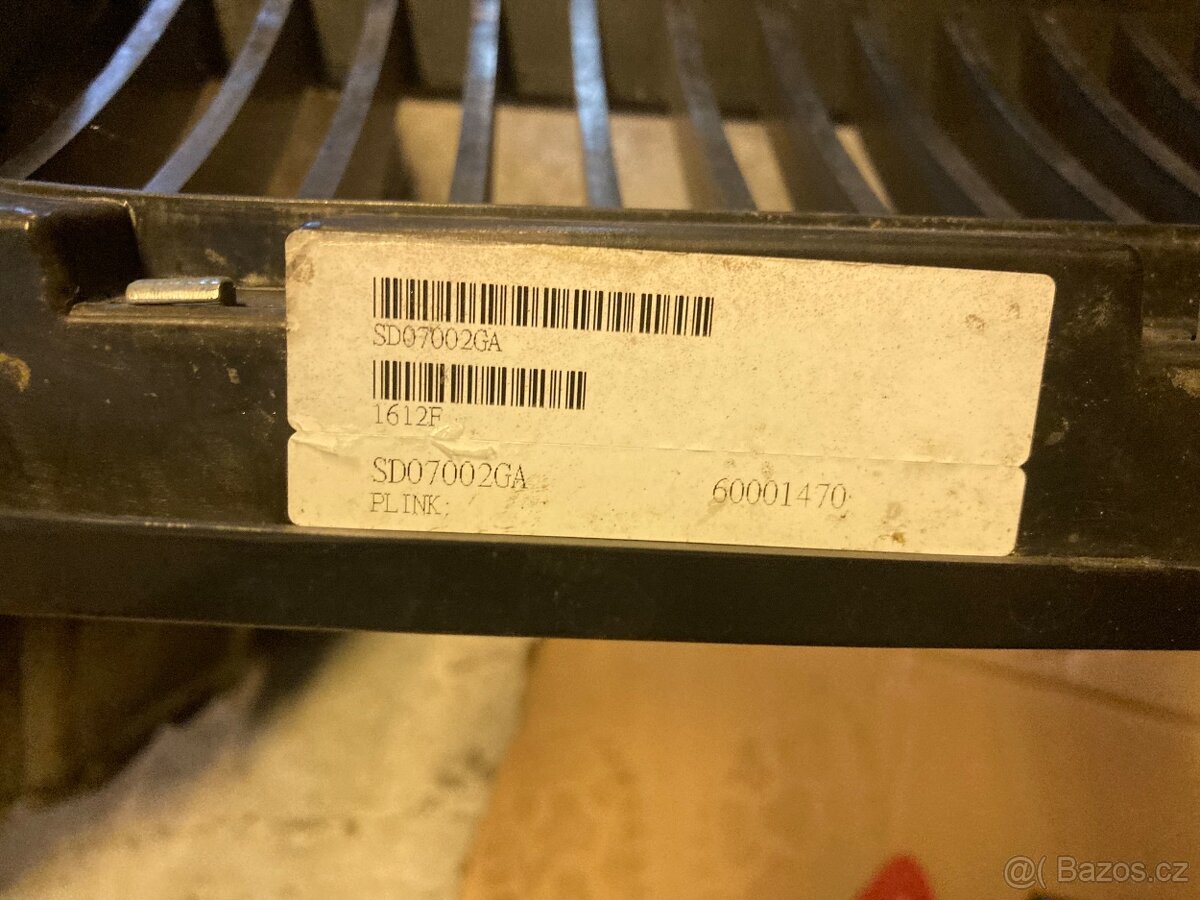 SD07002GA
1612F
SD07002GA 60001470
PLINK:
@( Bazos.cz